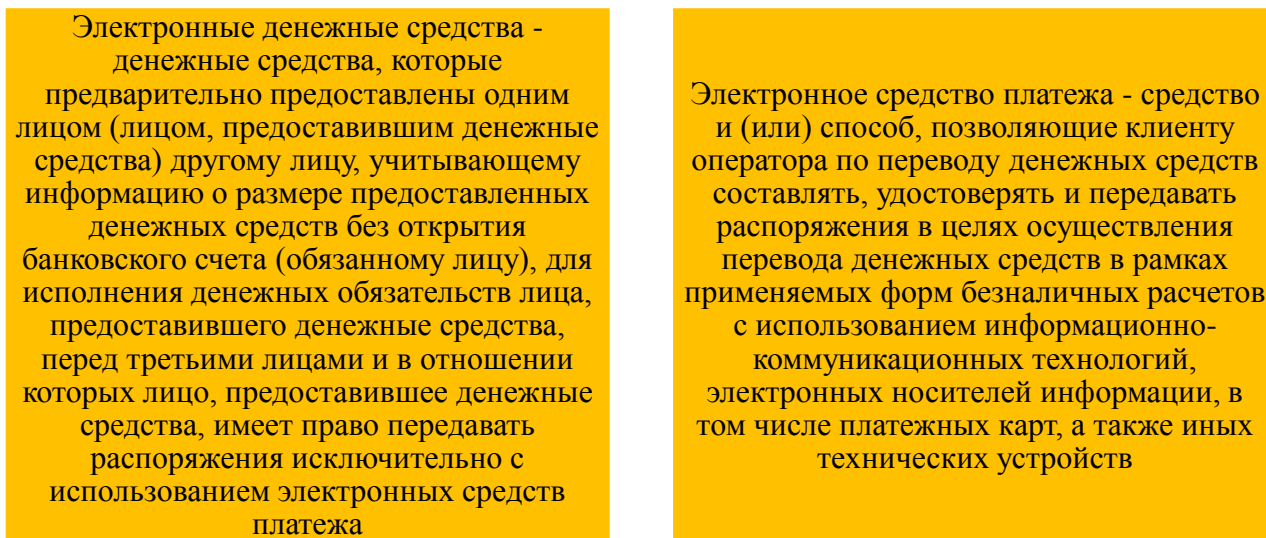 Электронные денежные средства -
денежные средства, которые
предварительно предоставлены одним
лицом (лицом, предоставившим денежные
средства) другому лицу, учитывающему
информацию о размере предоставленных
денежных средств без открытия
банковского счета (обязанному лицу), для
исполнения денежных обязательств лица,
предоставившего денежные средства,
перед третьими лицами и в отношении
которых лицо, предоставившее денежные
средства, имеет право передавать
распоряжения исключительно с
использованием электронных средств
платежа
Электронное средство платежа - средство
и (или) способ, позволяющие клиенту
оператора по переводу денежных средств
составлять, удостоверять и передавать
распоряжения в целях осуществления
перевода денежных средств в рамках
применяемых форм безналичных расчетов
с использованием информационно-
коммуникационных технологий,
электронных носителей информации, в
том числе платежных карт, а также иных
технических устройств